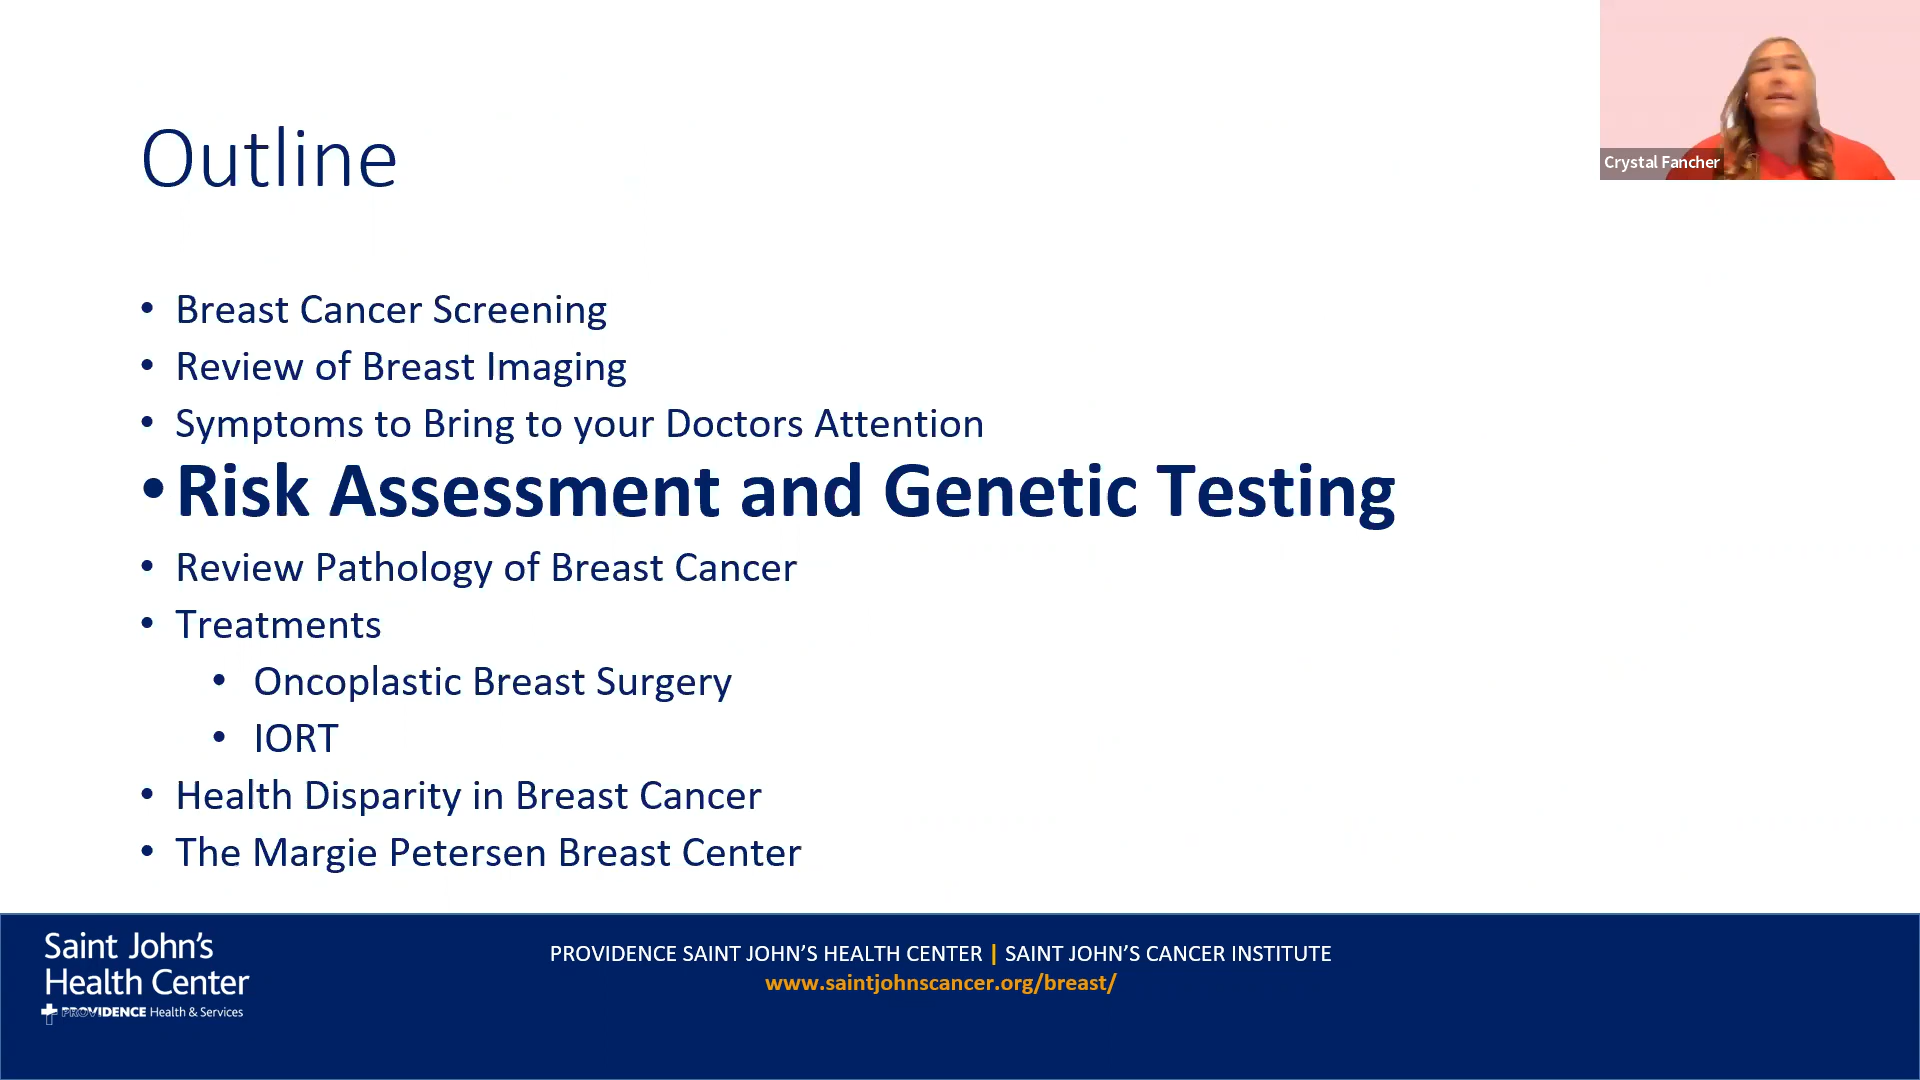 Crystal Fancher
Outline
• Breast Cancer Screening
• Review of Breast Imaging
• Symptoms to Bring to your Doctors Attention
• Risk Assessment and Genetic Testing
• Review Pathology of Breast Cancer
• Treatments
• Oncoplastic Breast Surgery
• IORT
• Health Disparity in Breast Cancer
• The Margie Petersen Breast Center
Saint John’s
Health Center
PROVIDENCE Health & Services
PROVIDENCE SAINT JOHN’S HEALTH CENTER | SAINT JOHN’S CANCER INSTITUTE
www.saintjohnscancer.org/breast/